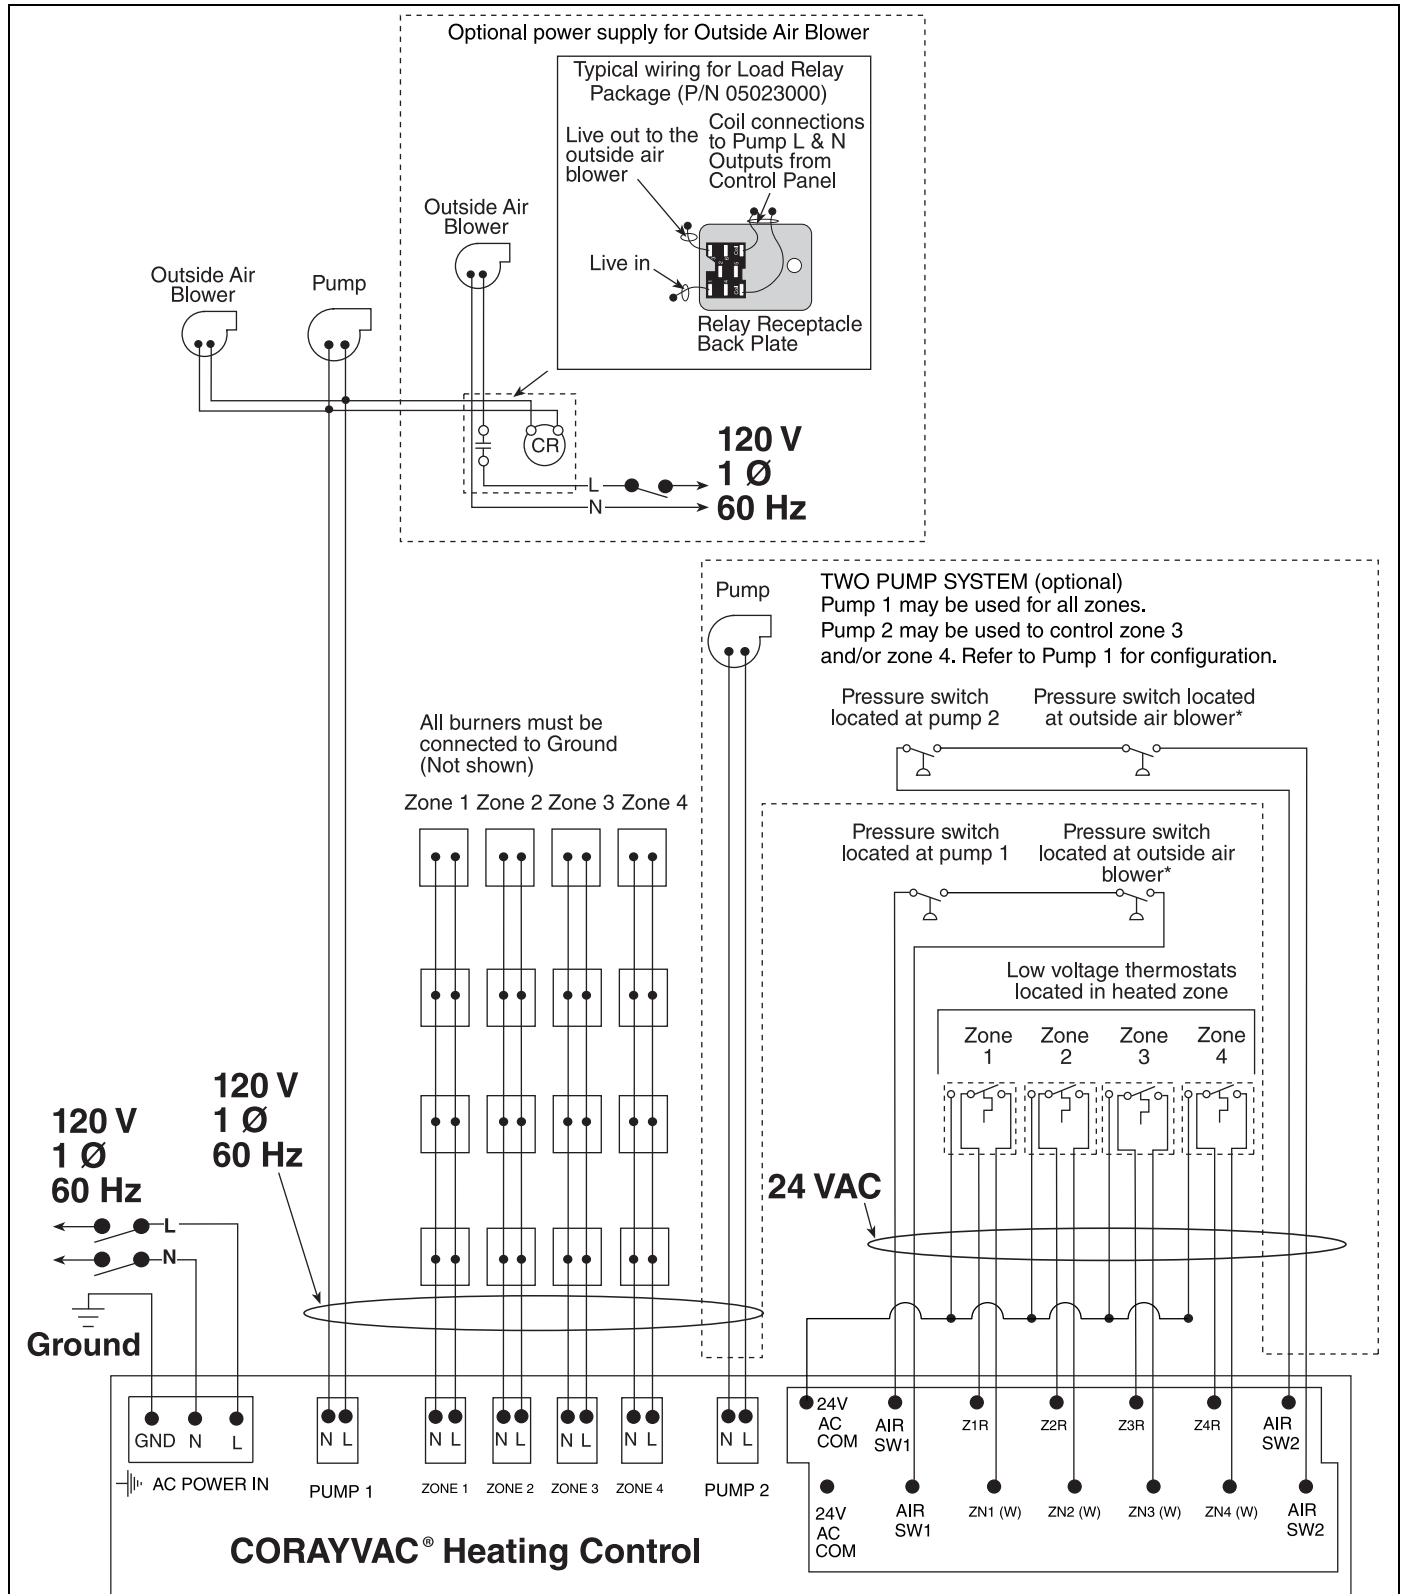 Optional power supply for Outside Air Blower
Typical wiring for Load Relay
Package (P/N 05023000)
Live out to the
outside air
blower
Coil connections
to Pump L & N
Outputs from
Control Panel
Live in
Relay Receptacle
Back Plate
Outside Air
Blower
Outside Air
Blower
Pump
CR
L
N
120 V
1 Ø
60 Hz
Pump
TWO PUMP SYSTEM (optional)
Pump 1 may be used for all zones.
Pump 2 may be used to control zone 3
and/or zone 4. Refer to Pump 1 for configuration.
Pressure switch
located at pump 2
Pressure switch located
at outside air blower*
All burners must be
connected to Ground
(Not shown)
Zone 1 Zone 2 Zone 3 Zone 4
Pressure switch
located at pump 1
Pressure switch
located at outside air
blower*
Low voltage thermostats
located in heated zone
Zone
1
Zone
2
Zone
3
Zone
4
120 V
1 Ø
60 Hz
120 V
1 Ø
60 Hz
24 VAC
L
N
Ground
GND N L
AC POWER IN
N L
PUMP 1
N L
ZONE 1
N L
ZONE 2
N L
ZONE 3
N L
ZONE 4
N L
PUMP 2
24V
AC
COM
AIR
SW1
Z1R
Z2R
Z3R
Z4R
AIR
SW2
24V
AC
COM
AIR
SW1
ZN1 (W)
ZN2 (W)
ZN3 (W)
ZN4 (W)
AIR
SW2
CORAYVAC® Heating Control